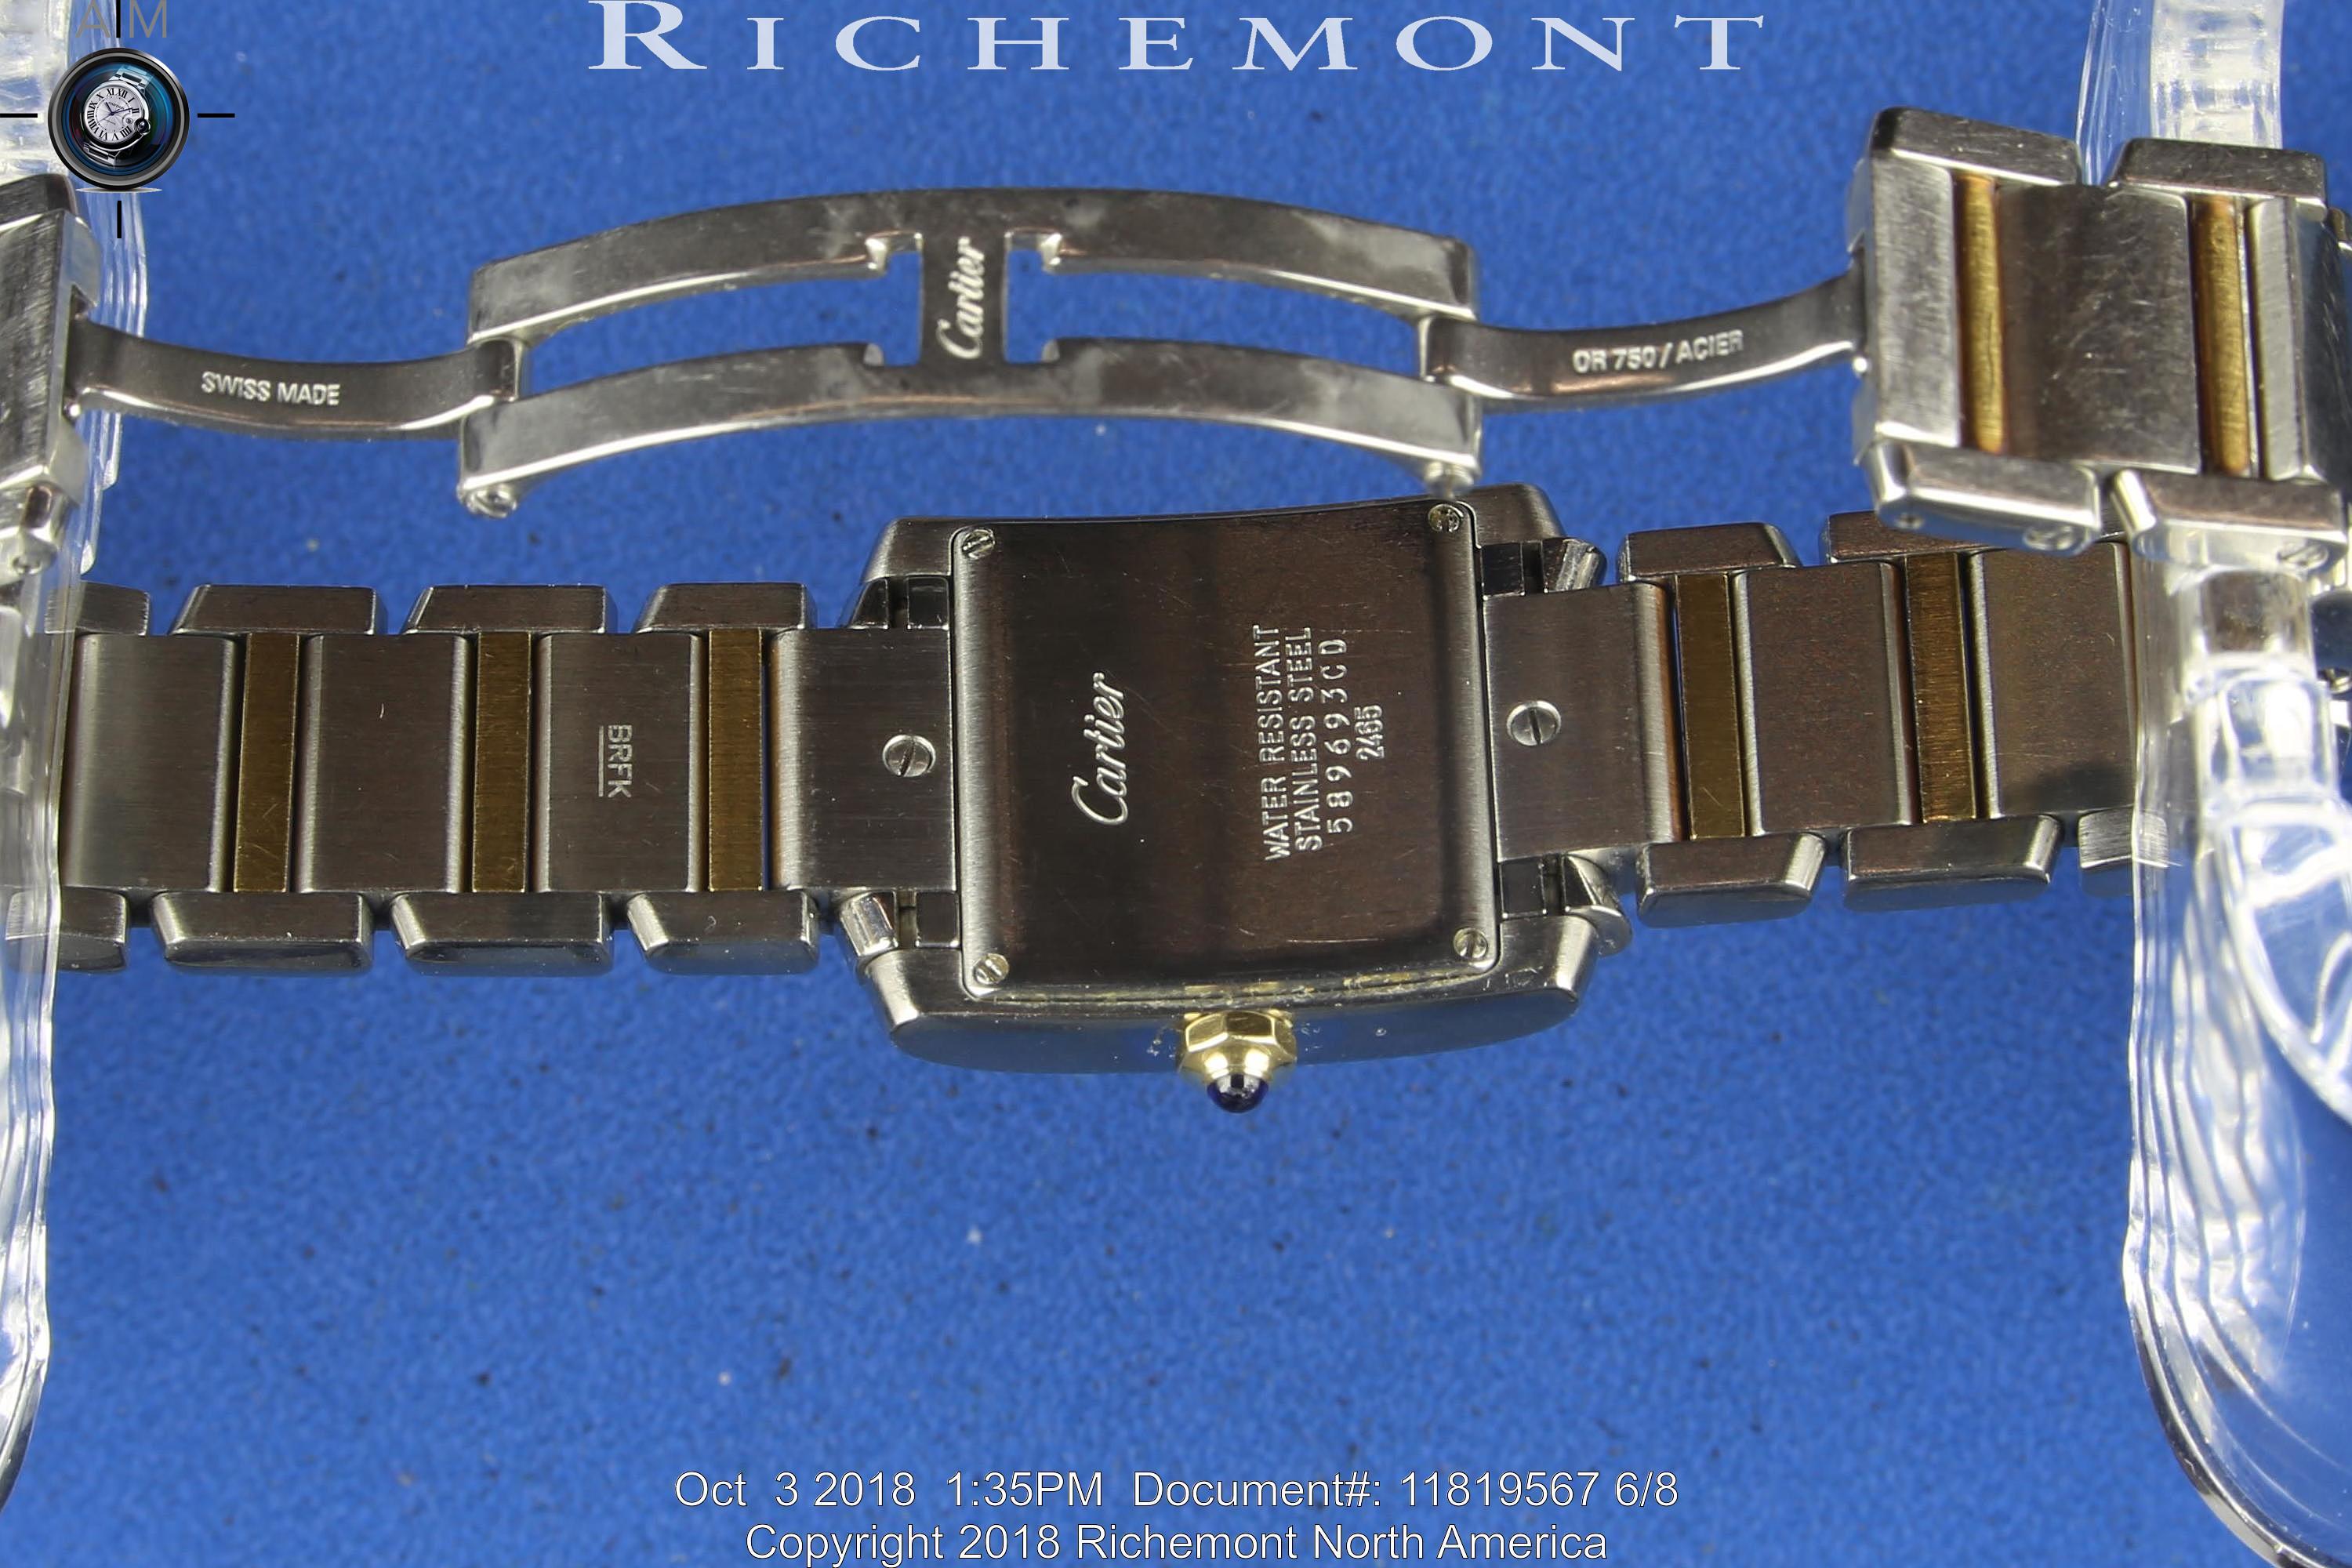 AIM
RICHEMONT
Cartier
SWISS MADE
OR 750 / ACIER
BRFK
Cartier
WATER RESISTANT
STAINLESS STEEL
589693CD
2465
Oct 3 2018 1:35PM Document#: 11819567 6/8
Copyright 2018 Richemont North America